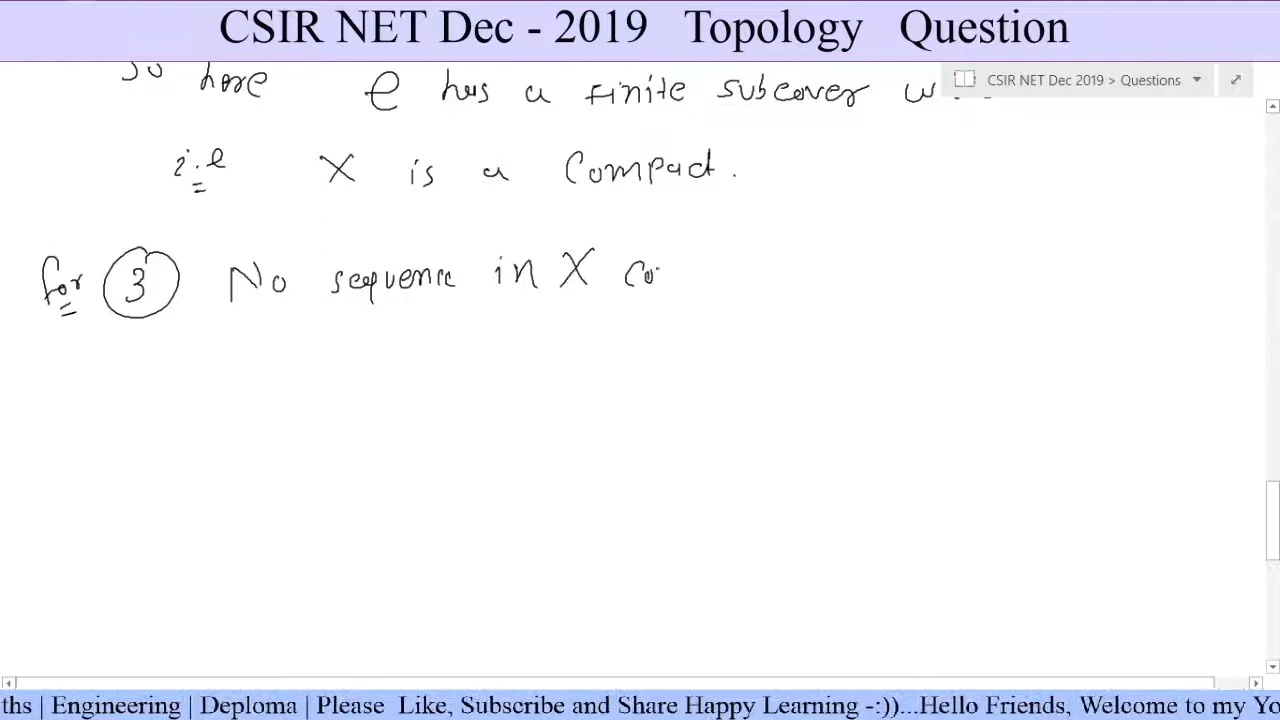 CSIR NET Dec - 2019 Topology Question
so here e has a finite subcover
CSIR NET Dec 2019 > Questions
i.e X is a Compact.
for 3 No sequence in X co
ths | Engineering | Deploma | Please Like, Subscribe and Share Happy Learning -:))...Hello Friends, Welcome to my Yo